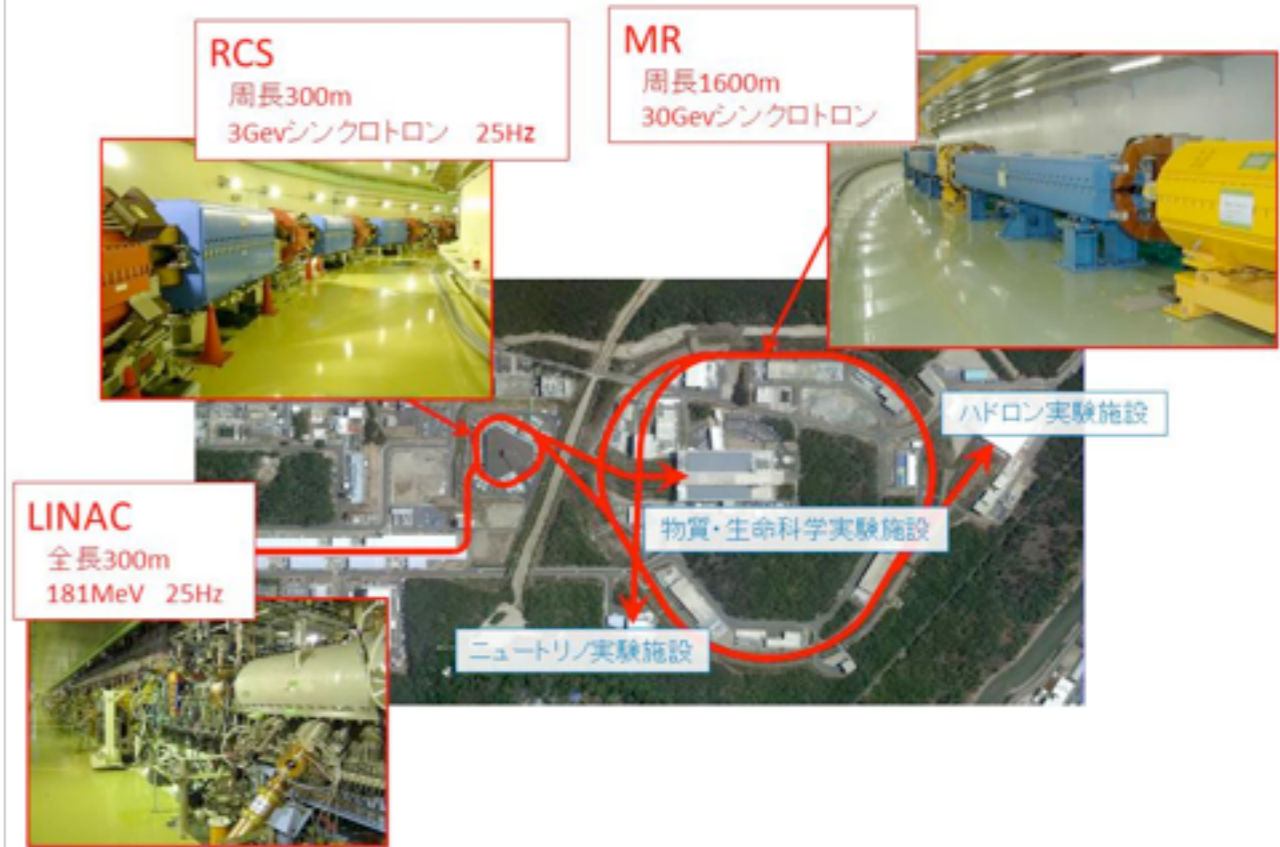 RCS
周長300m
3Gevシンクロトロン 25Hz
MR
周長1600m
30Gevシンクロトロン
ハドロン実験施設
LINAC
全長300m
181MeV 25Hz
物質・生命科学実験施設
ニュートリノ実験施設